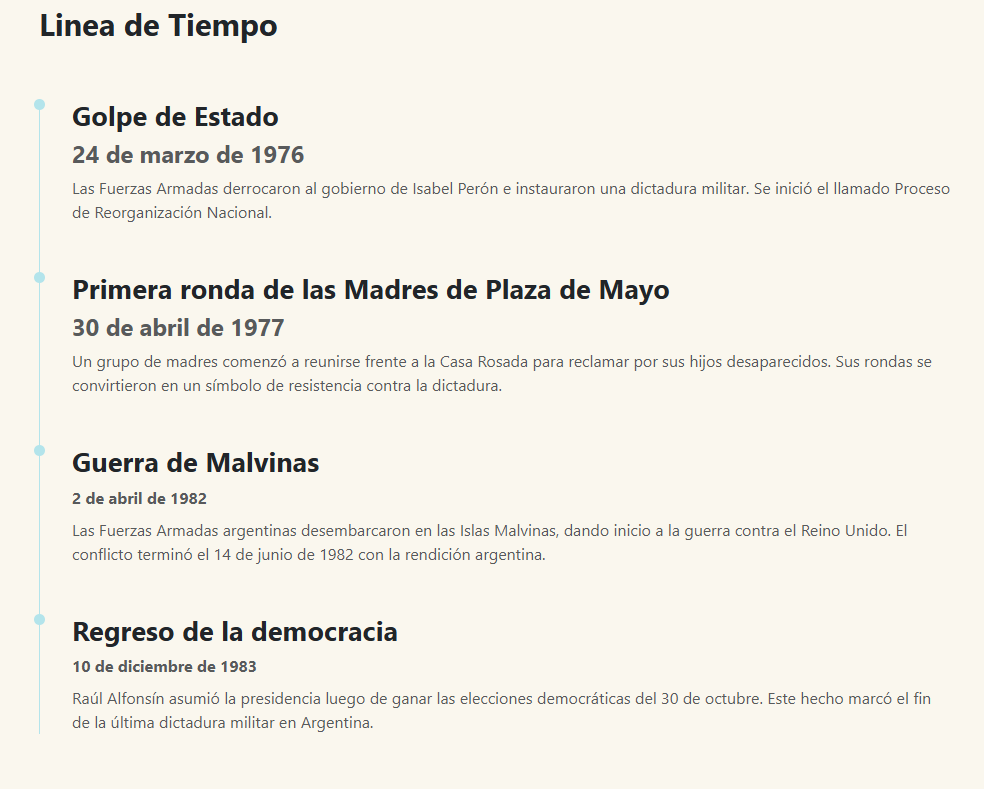 Linea de Tiempo
Golpe de Estado
24 de marzo de 1976
Las Fuerzas Armadas derrocaron al gobierno de Isabel Perón e instauraron una dictadura militar. Se inició el llamado Proceso
de Reorganización Nacional.
Primera ronda de las Madres de Plaza de Mayo
30 de abril de 1977
Un grupo de madres comenzó a reunirse frente a la Casa Rosada para reclamar por sus hijos desaparecidos. Sus rondas se
convirtieron en un símbolo de resistencia contra la dictadura.
Guerra de Malvinas
2 de abril de 1982
Las Fuerzas Armadas argentinas desembarcaron en las Islas Malvinas, dando inicio a la guerra contra el Reino Unido. El
conflicto terminó el 14 de junio de 1982 con la rendición argentina.
Regreso de la democracia
10 de diciembre de 1983
Raúl Alfonsín asumió la presidencia luego de ganar las elecciones democráticas del 30 de octubre. Este hecho marcó el fin
de la última dictadura militar en Argentina.